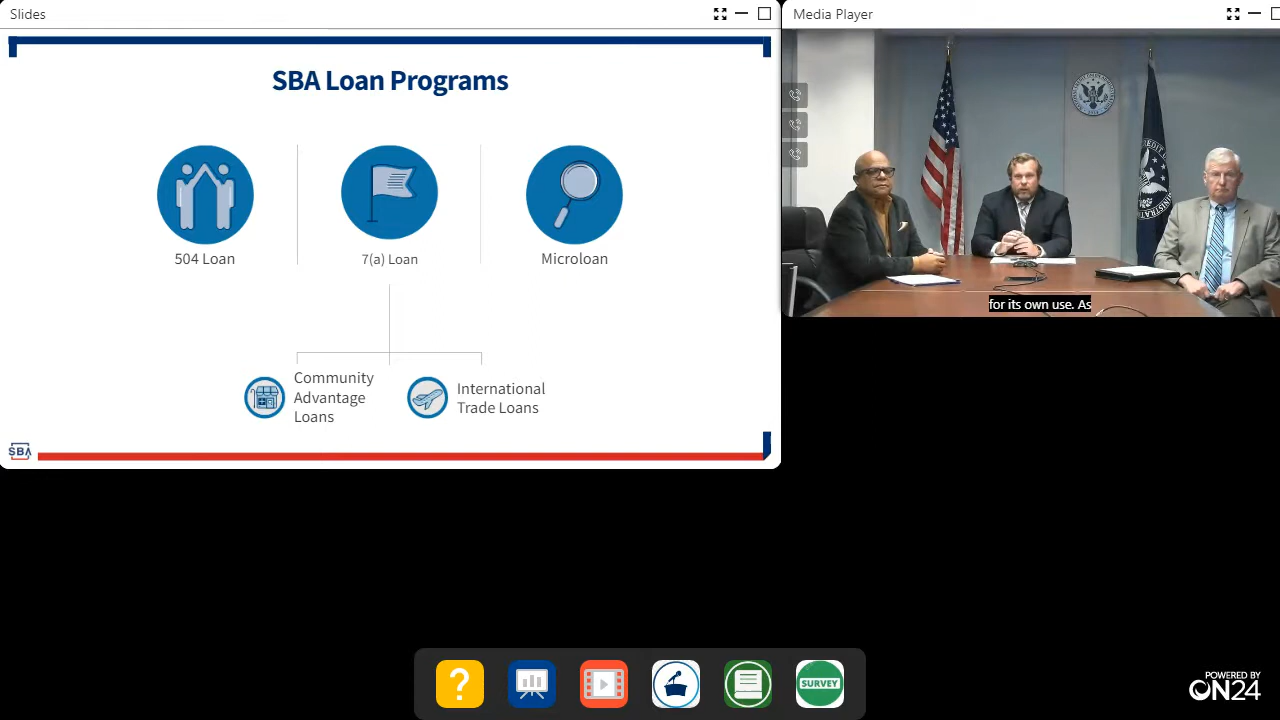 Slides
SBA Loan Programs
504 Loan
7(a) Loan
Microloan
Community
Advantage
Loans
International
Trade Loans
SBA
Media Player
for its own use. As
?
SURVEY
POWERED BY
ON24